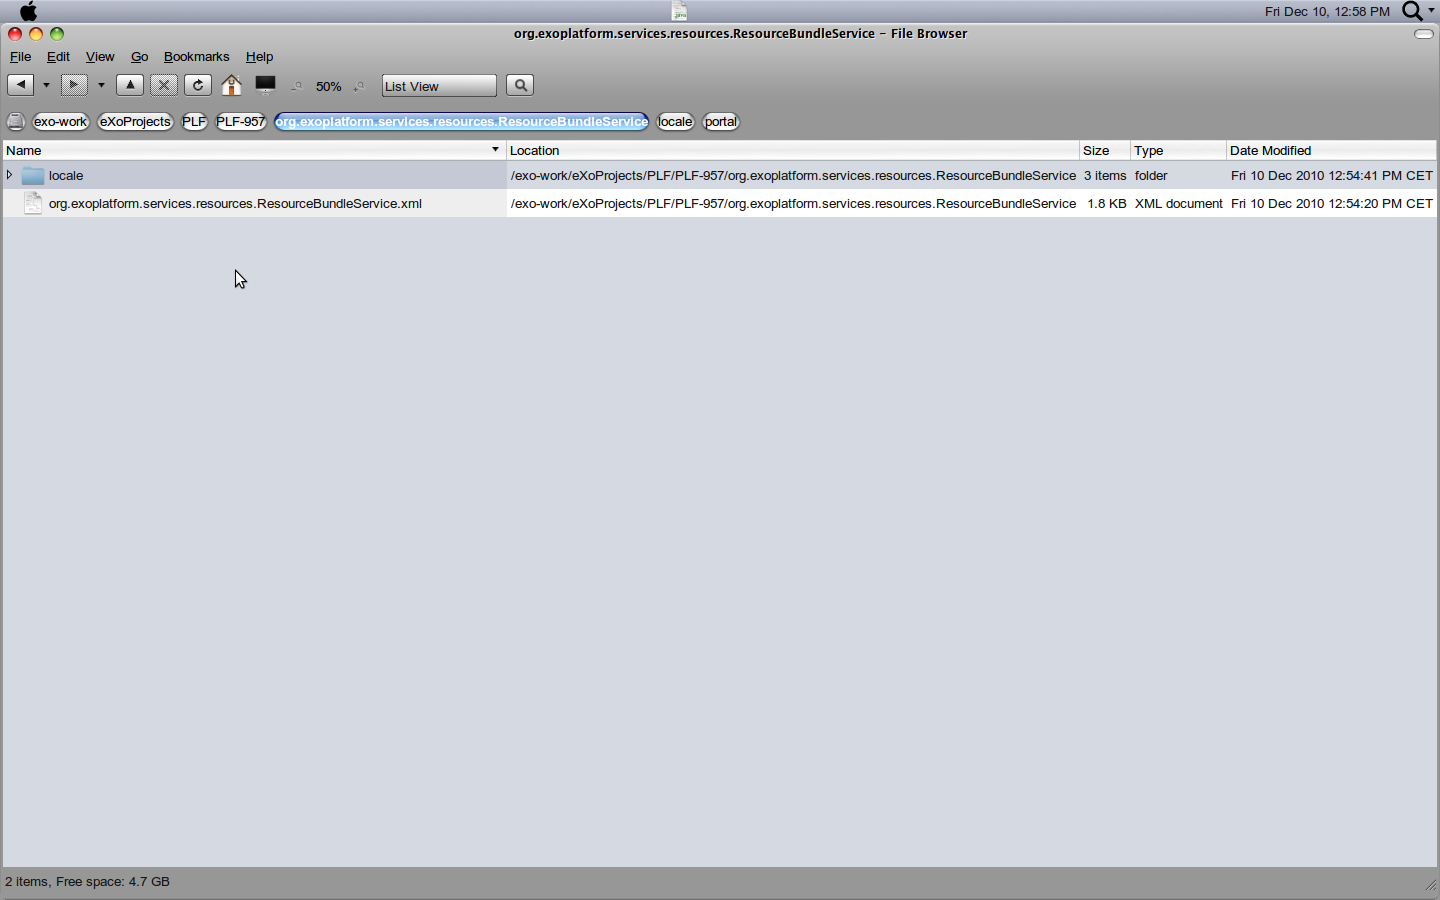 Fri Dec 10, 12:58 PM
org.exoplatform.services.resources.ResourceBundleService - File Browser
File Edit View Go Bookmarks Help
50% List View
exo-work eXoProjects PLF PLF-957 org.exoplatform.services.resources.ResourceBundleService locale portal
Name Location Size Type Date Modified
locale /exo-work/eXoProjects/PLF/PLF-957/org.exoplatform.services.resources.ResourceBundleService 3 items folder Fri 10 Dec 2010 12:54:41 PM CET
org.exoplatform.services.resources.ResourceBundleService.xml /exo-work/eXoProjects/PLF/PLF-957/org.exoplatform.services.resources.ResourceBundleService 1.8 KB XML document Fri 10 Dec 2010 12:54:20 PM CET
2 items, Free space: 4.7 GB